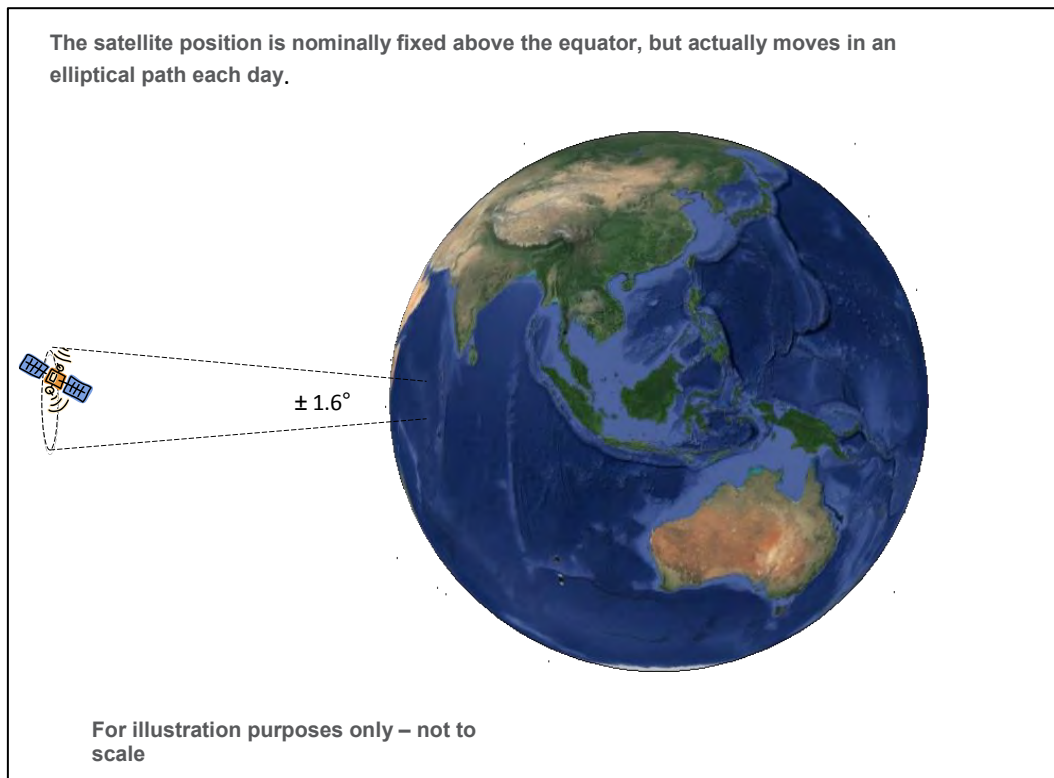 The satellite position is nominally fixed above the equator, but actually moves in an
elliptical path each day.
± 1.6°
For illustration purposes only – not to
scale